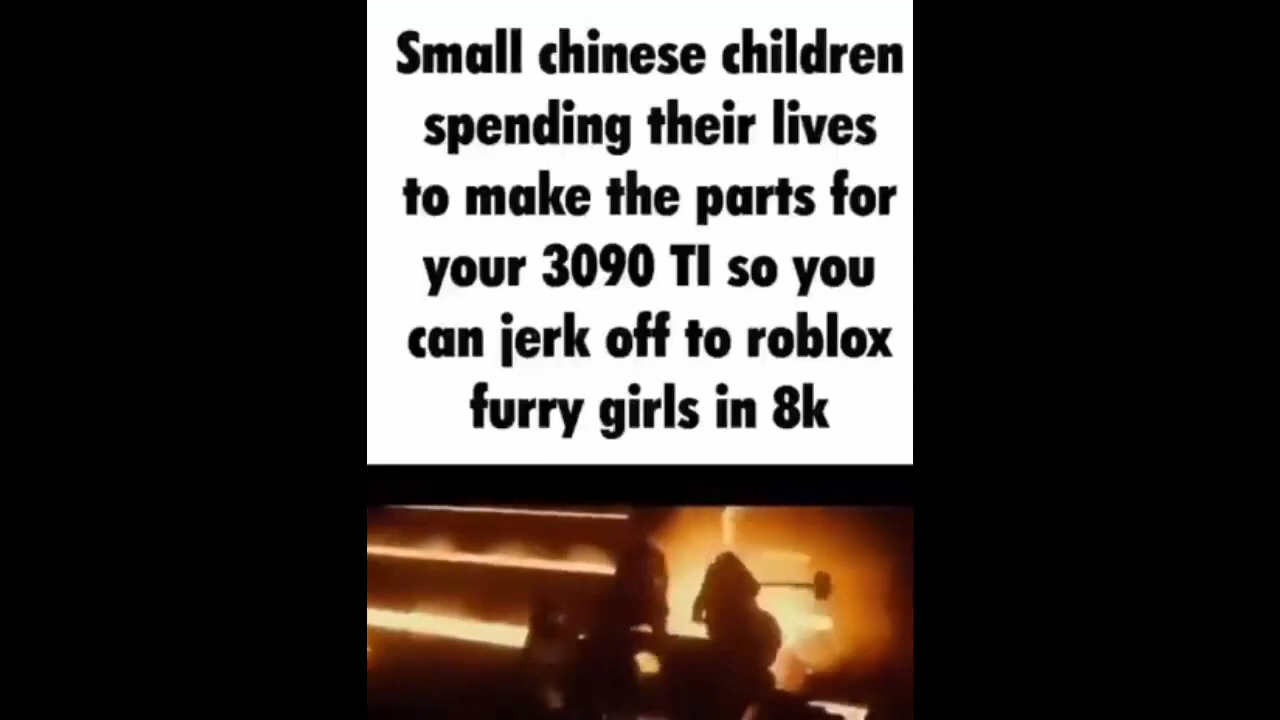 Small chinese children
spending their lives
to make the parts for
your 3090 TI so you
can jerk off to roblox
furry girls in 8k